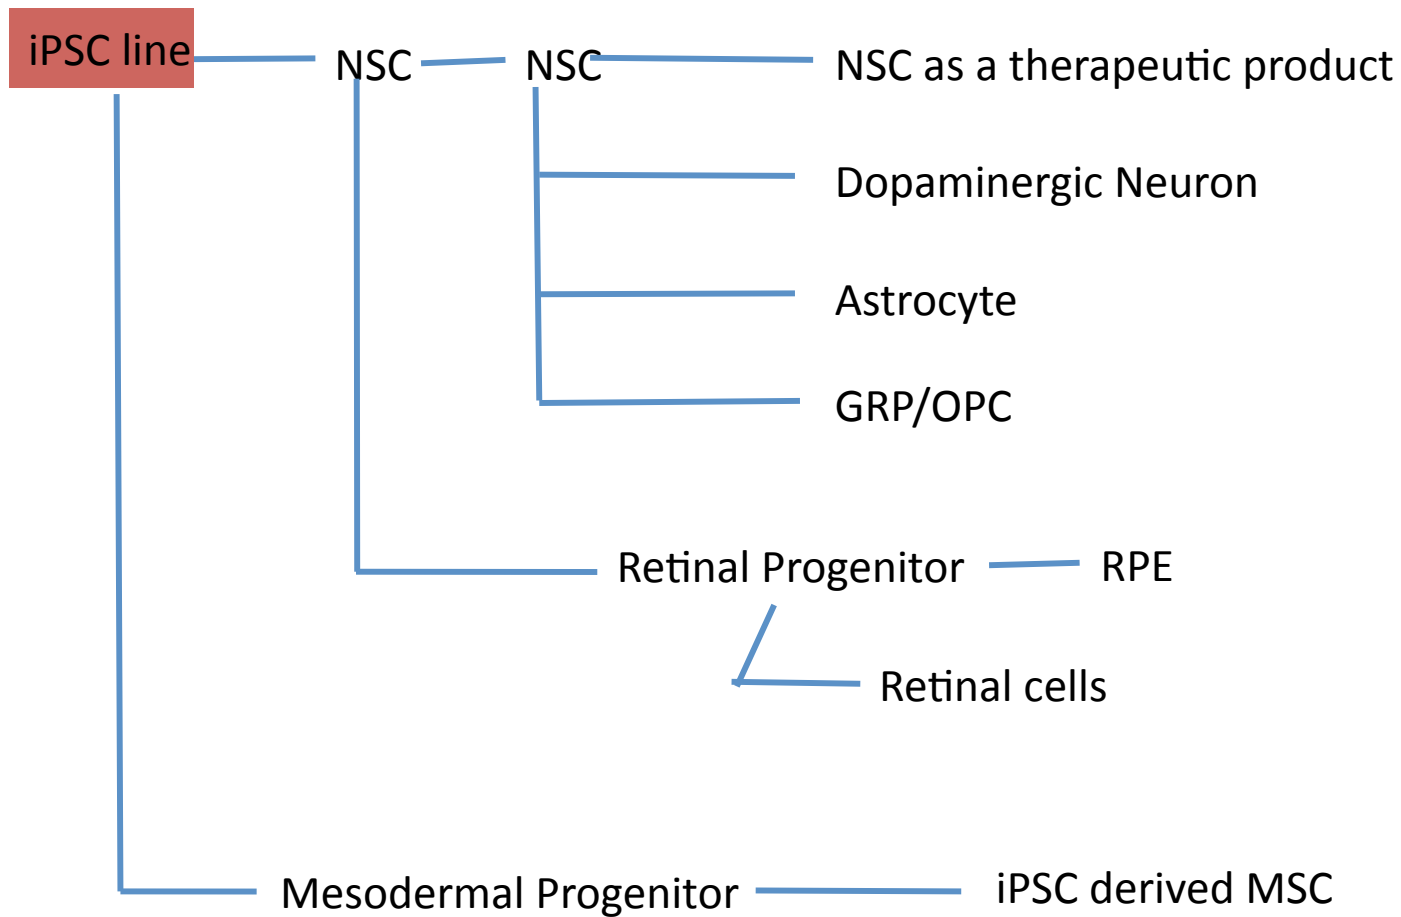 iPSC line
NSC
NSC
NSC as a therapeutic product
Dopaminergic Neuron
Astrocyte
GRP/OPC
Retinal Progenitor
RPE
Retinal cells
Mesodermal Progenitor
iPSC derived MSC